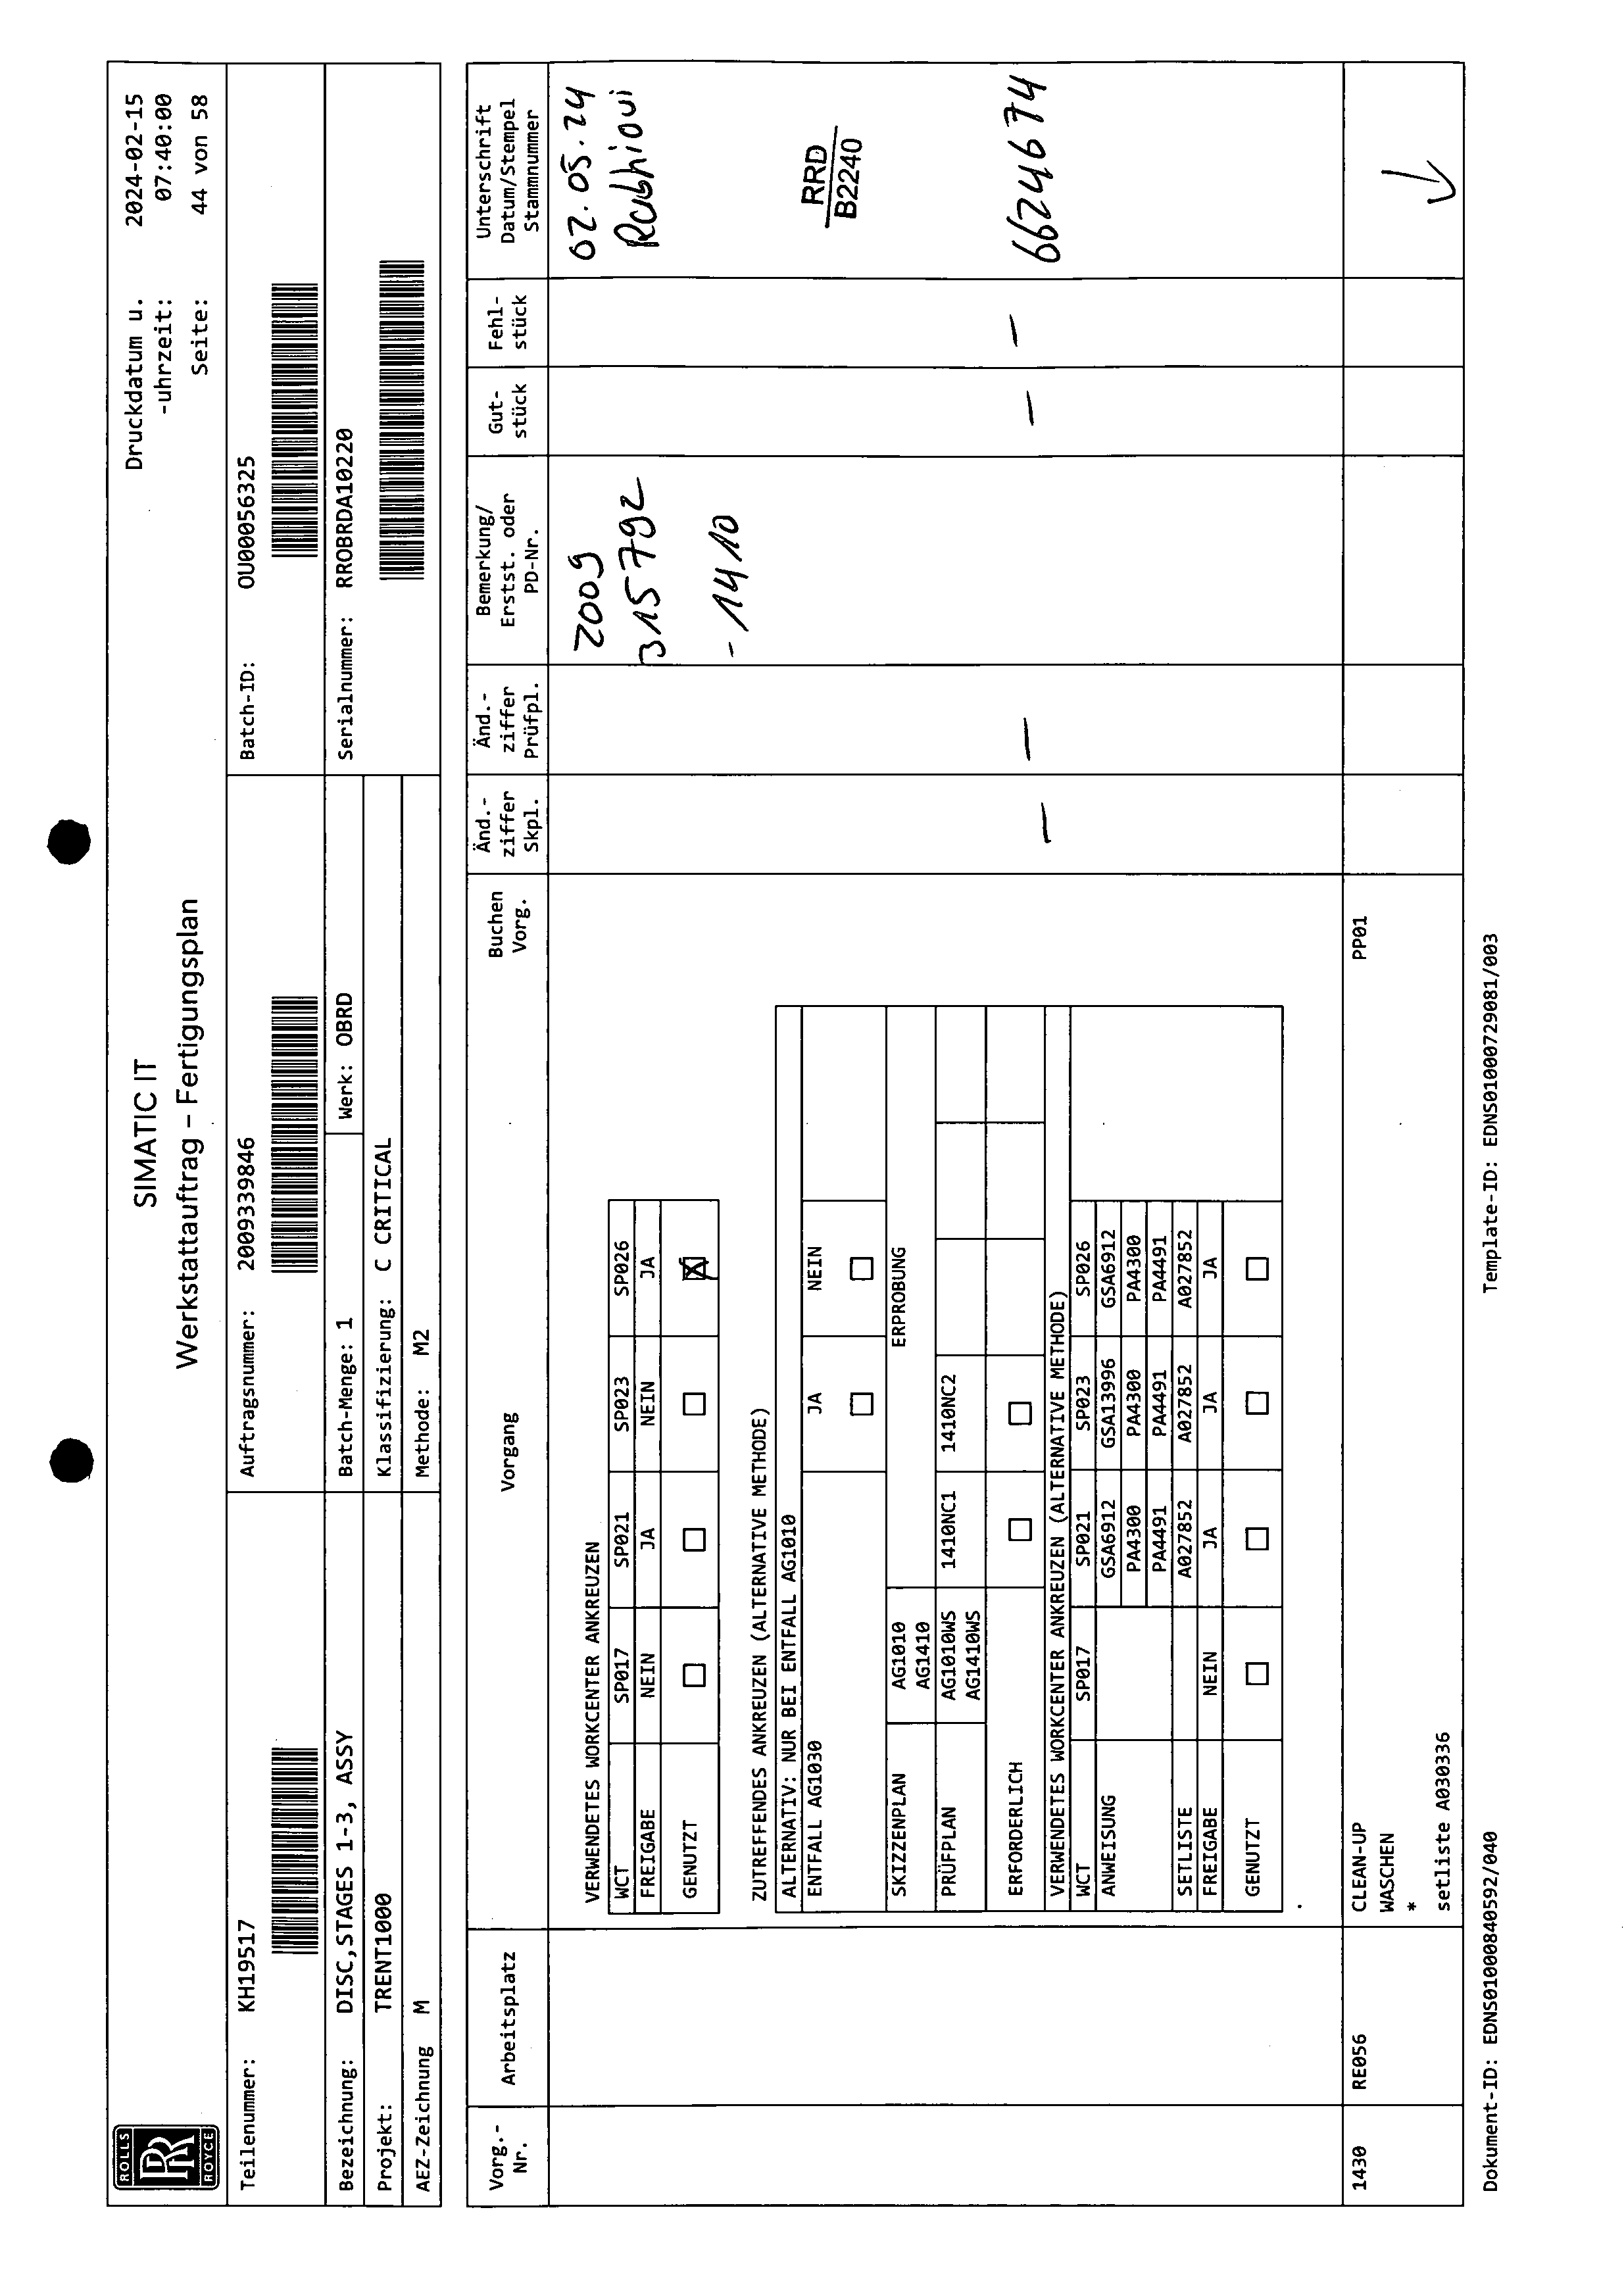 ROLLS
RR
ROYCE
SIMATIC IT
Werkstattauftrag – Fertigungsplan
Druckdatum u. 2024-02-15
-uhrzeit: 07:40:00
Seite: 44 von 58
Teilenummer: KH19517
Auftragsnummer: 2009339846
Batch-ID: OU00056325
Bezeichnung: DISC,STAGES 1-3, ASSY
Batch-Menge: 1
Werk: OBRD
Serialnummer: RROBRDA10220
Projekt: TRENT1000
Klassifizierung: C CRITICAL
AEZ-Zeichnung M
Methode: M2
Vorg.-Nr. Arbeitsplatz Vorgang Buchen Vorg. Änd.-ziffer Skpl. Änd.-ziffer Prüfpl. Bemerkung/ Erstst. oder PD-Nr. Gut-stück Fehl-stück Unterschrift Datum/Stempel Stammnummer
VERWENDETES WORKCENTER ANKREUZEN
WCT SP017 SP021 SP023 SP026
FREIGABE NEIN JA NEIN JA
GENUTZT ☐ ☐ ☐ ☒
2009
315792
- 1410
02.05.24
Rabhioui
RRD
B2240
ZUTREFFENDES ANKREUZEN (ALTERNATIVE METHODE)
ALTERNATIV: NUR BEI ENTFALL AG1010
ENTFALL AG1030 JA NEIN
☐ ☐
SKIZZENPLAN AG1010 ERPROBUNG
AG1410
PRÜFPLAN AG1010WS 1410NC1 1410NC2
AG1410WS
ERFORDERLICH ☐ ☐
— — — — 6624674
VERWENDETES WORKCENTER ANKREUZEN (ALTERNATIVE METHODE)
WCT SP017 SP021 SP023 SP026
ANWEISUNG GSA6912 GSA13996 GSA6912
PA4300 PA4300 PA4300
PA4491 PA4491 PA4491
SETLISTE A027852 A027852 A027852
FREIGABE NEIN JA JA JA
GENUTZT ☐ ☐ ☐ ☐
.
1430 RE056 CLEAN-UP PP01
WASCHEN
*
setliste A030336
Dokument-ID: EDNS01000840592/040 Template-ID: EDNS01000729081/003